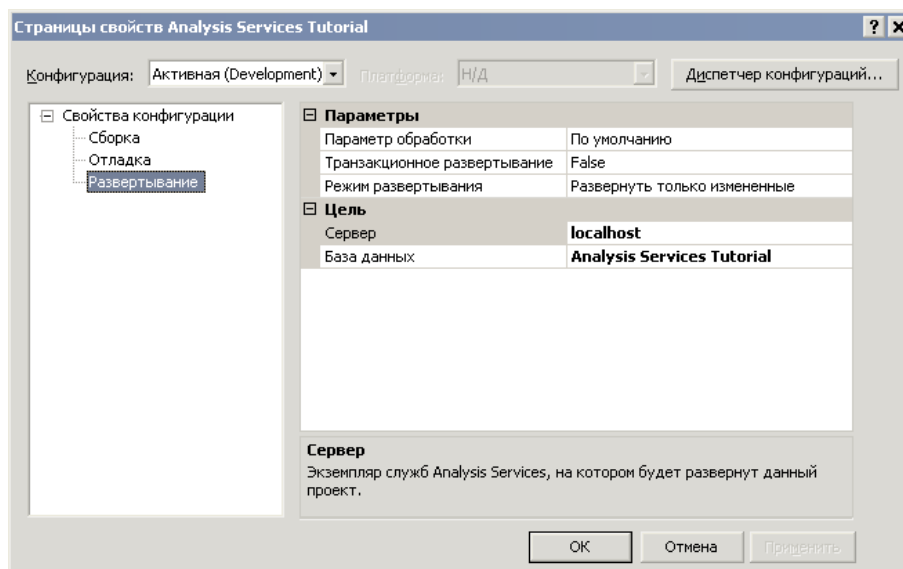 Страницы свойств Analysis Services Tutorial
Конфигурация: Активная (Development) Платформа: Н/Д Диспетчер конфигураций...
Свойства конфигурации
Сборка
Отладка
Развертывание
Параметры
Параметр обработки По умолчанию
Транзакционное развертывание False
Режим развертывания Развернуть только измененные
Цель
Сервер localhost
База данных Analysis Services Tutorial
Сервер
Экземпляр служб Analysis Services, на котором будет развернут данный
проект.
ОК Отмена Применить